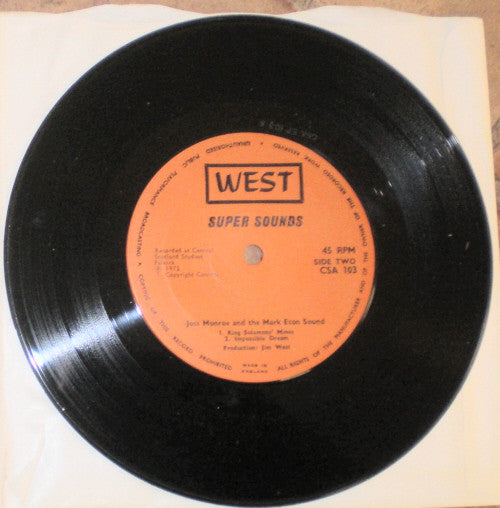 WEST
SUPER SOUNDS
Recorded at Central
Scotland Studios
Falkirk
Ⓟ 1975
Copyright Control
45 RPM
SIDE TWO
CSA 103
Joss Monroe and the Mark Econ Sound
1. King Solomons' Mines
2. Impossible Dream
Production: Jim West
MADE IN
ENGLAND
ALL RIGHTS OF THE MANUFACTURER AND OF THE OWNER OF THE RECORDED WORK RESERVED • UNAUTHORISED PUBLIC PERFORMANCE BROADCASTING & COPYING OF THIS RECORD PROHIBITED